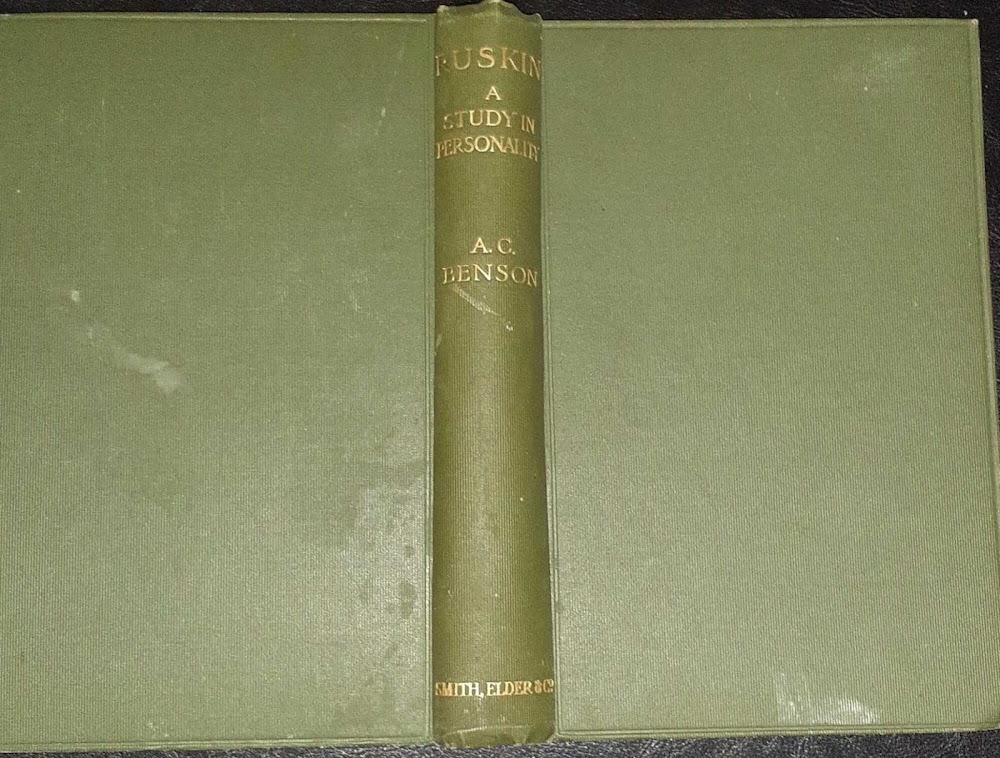 RUSKIN
A
STUDY IN
PERSONALITY
A. C.
BENSON
SMITH, ELDER & Co